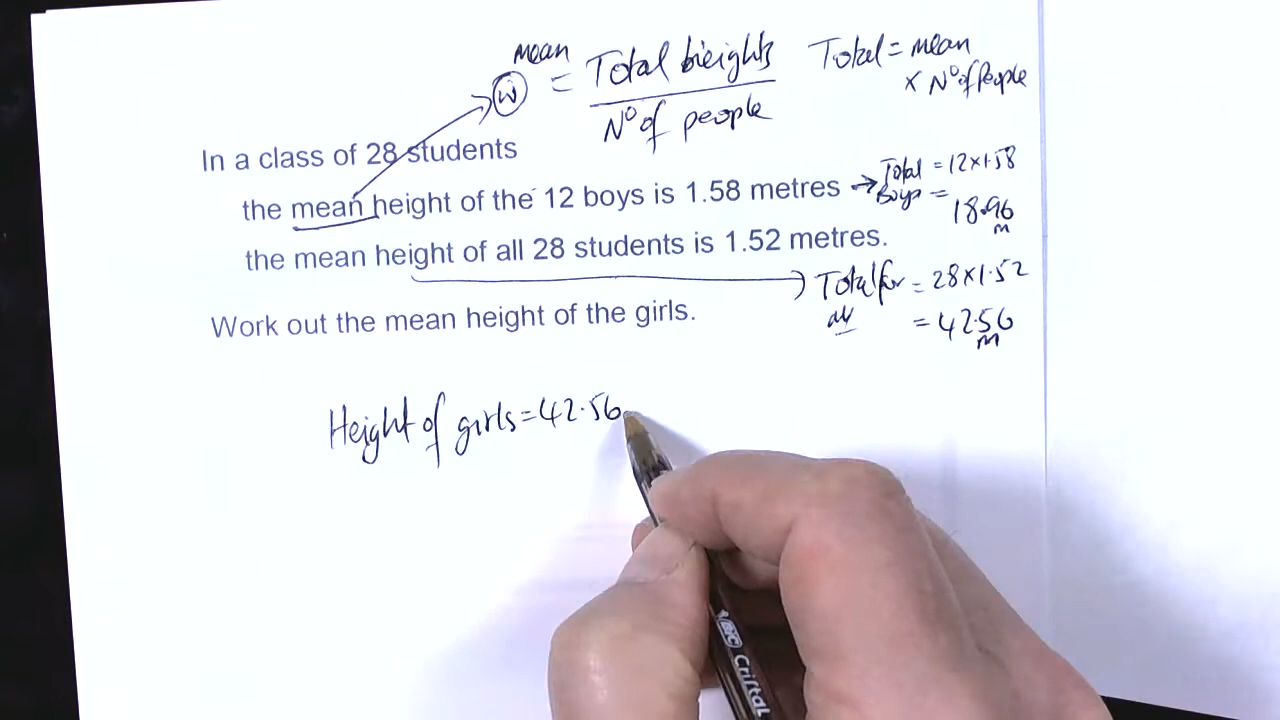 mean
W = Total heights
N° of people
Total = mean
× N° of People
In a class of 28 students
the mean height of the 12 boys is 1.58 metres → Total = 12×1.58
Boys = 18.96
m
the mean height of all 28 students is 1.52 metres.
Total for = 28×1.52
all = 42.56
m
Work out the mean height of the girls.
Height of girls = 42.56
BIC Cristal